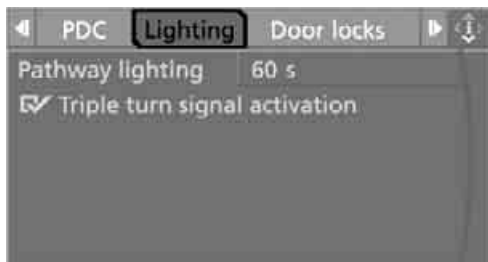 PDC Lighting Door locks
Pathway lighting 60 s
Triple turn signal activation